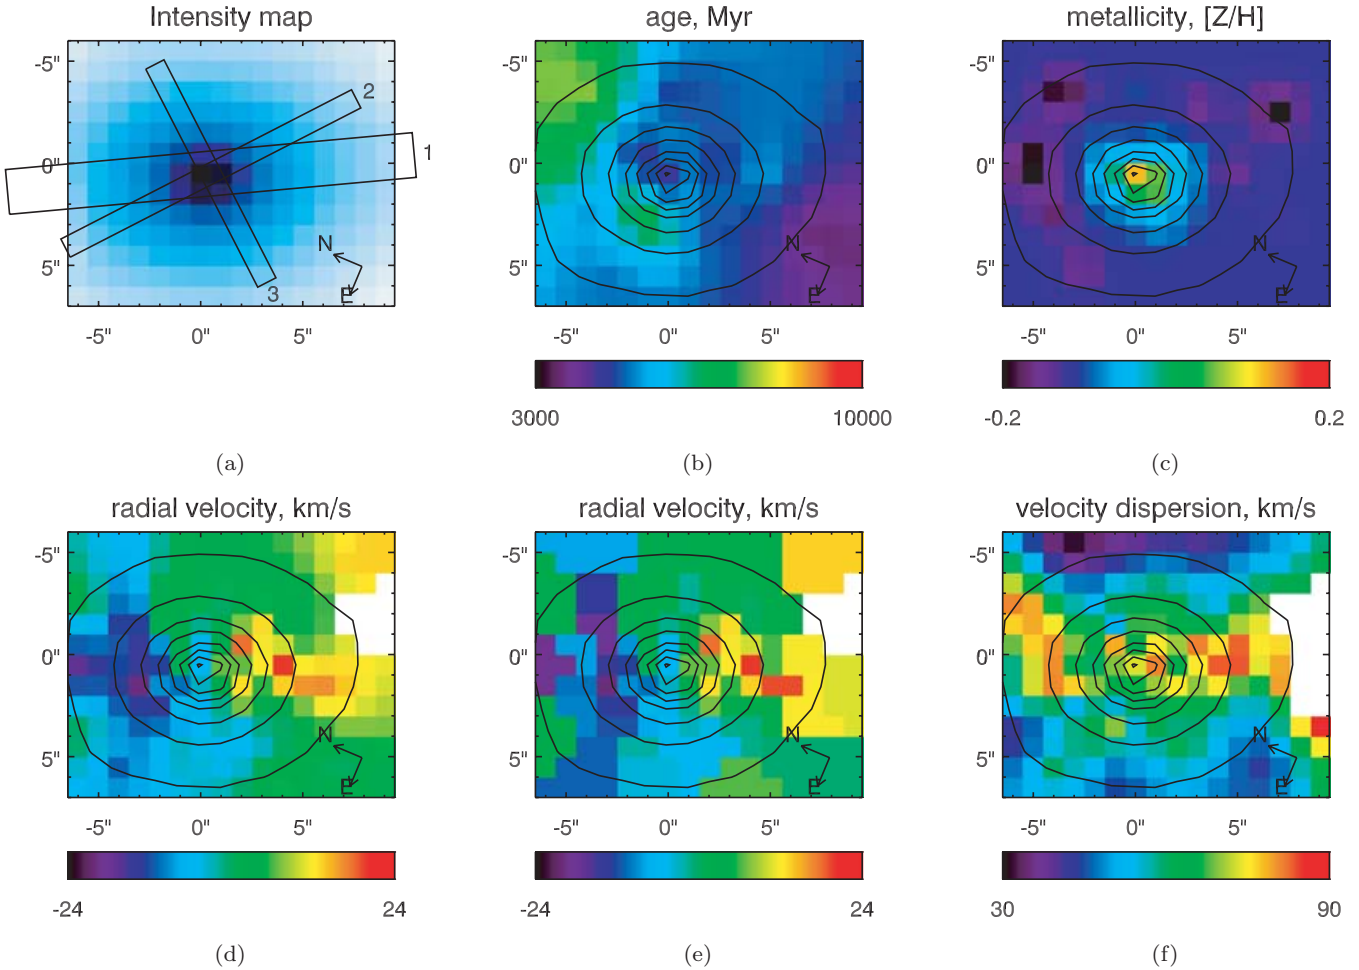 Intensity map
age, Myr
metallicity, [Z/H]
-5"
0"
5"
1
2
3
N
E
-5" 0" 5"
-5"
0"
5"
N
E
-5" 0" 5"
3000 10000
-5"
0"
5"
N
E
-5" 0" 5"
-0.2 0.2
(a)
(b)
(c)
radial velocity, km/s
radial velocity, km/s
velocity dispersion, km/s
-5"
0"
5"
N
E
-5" 0" 5"
-24 24
-5"
0"
5"
N
E
-5" 0" 5"
-24 24
-5"
0"
5"
N
E
-5" 0" 5"
30 90
(d)
(e)
(f)